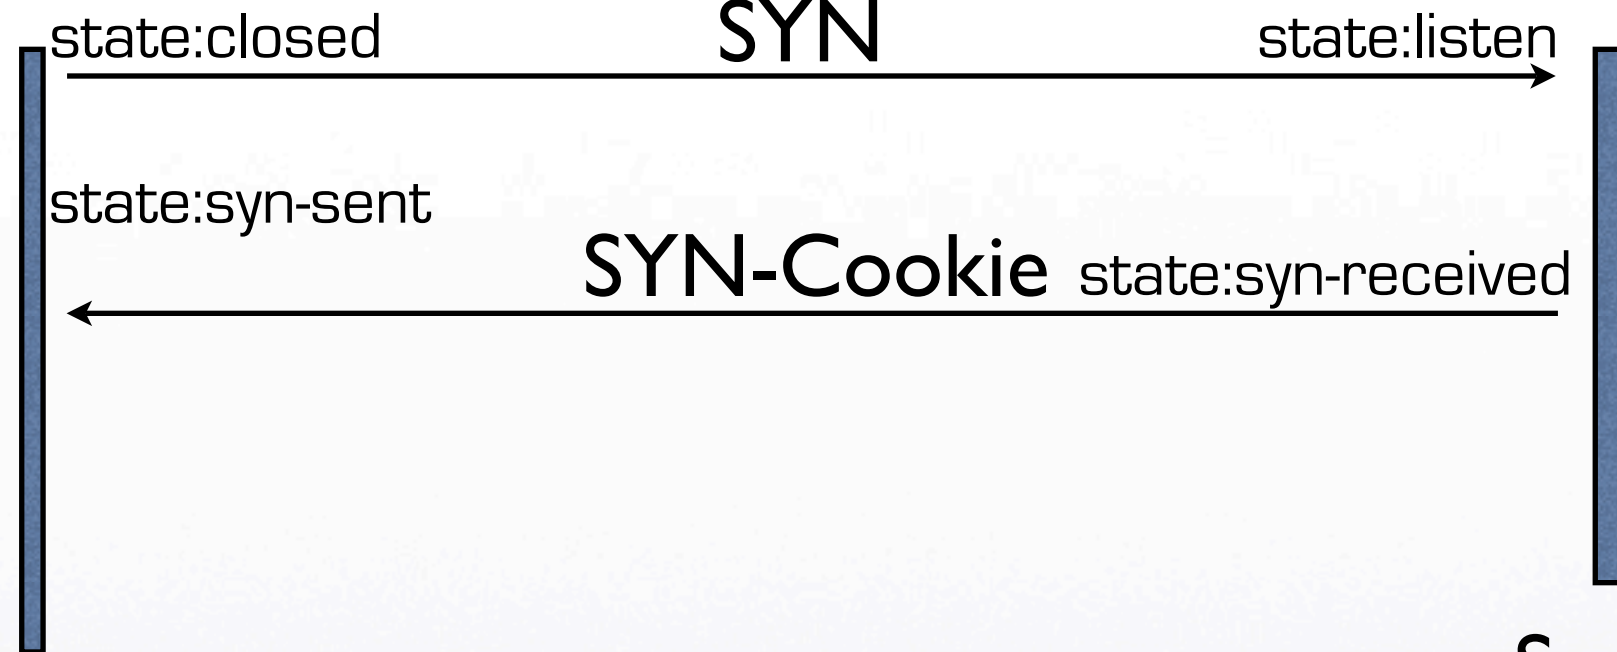 state:closed
SYN
state:listen
state:syn-sent
SYN-Cookie
state:syn-received